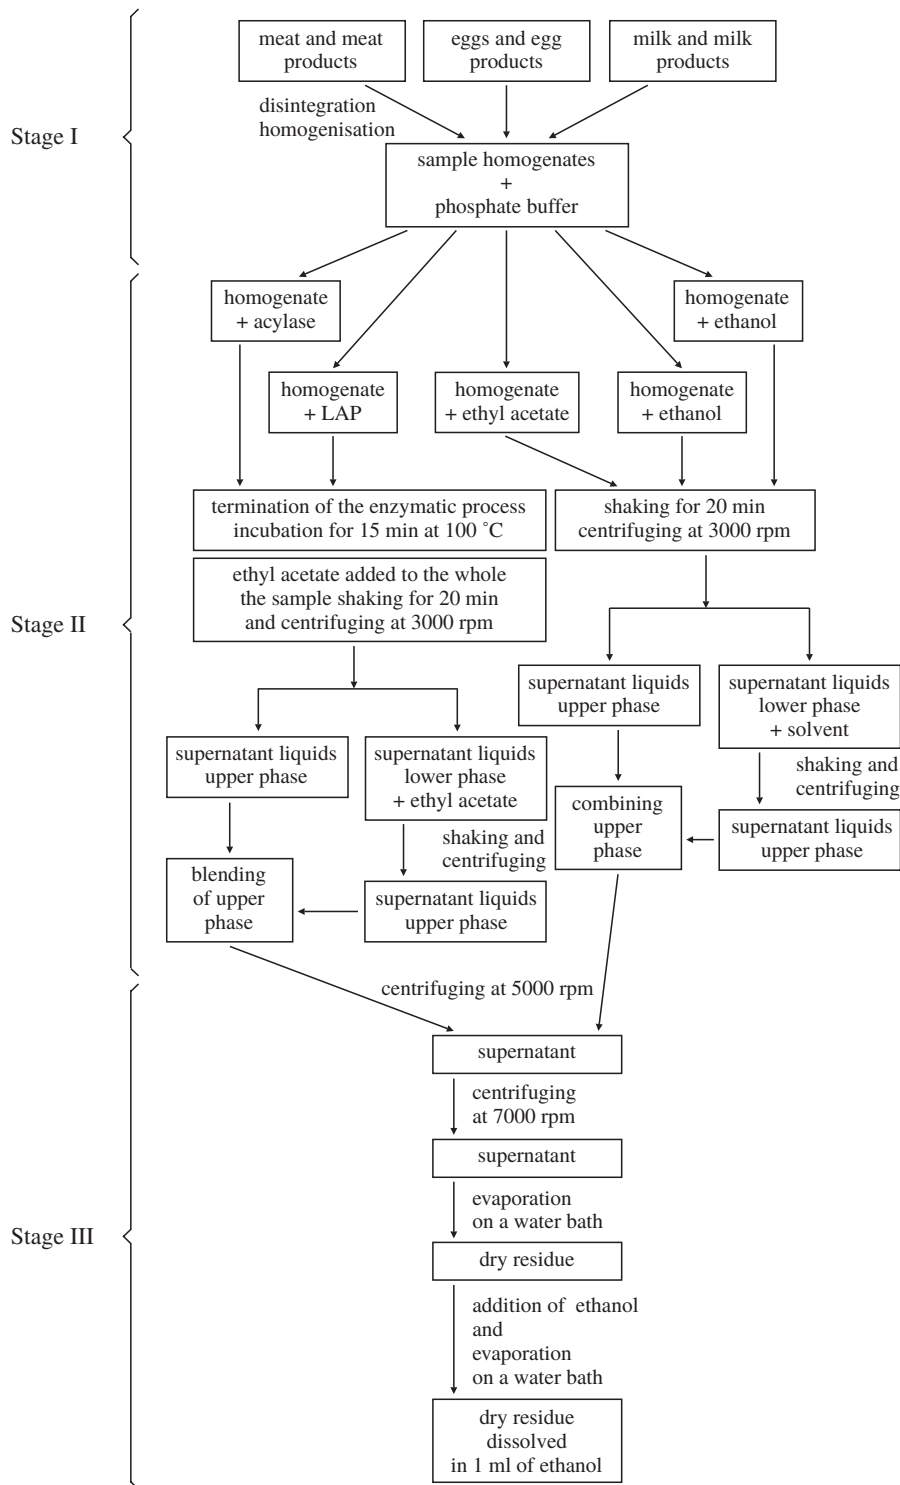 meat and meat
products
eggs and egg
products
milk and milk
products
disintegration
homogenisation
Stage I
sample homogenates
+
phosphate buffer
homogenate
+ acylase
homogenate
+ ethanol
homogenate
+ LAP
homogenate
+ ethyl acetate
homogenate
+ ethanol
termination of the enzymatic process
incubation for 15 min at 100 ˚C
shaking for 20 min
centrifuging at 3000 rpm
ethyl acetate added to the whole
the sample shaking for 20 min
and centrifuging at 3000 rpm
Stage II
supernatant liquids
upper phase
supernatant liquids
lower phase
+ solvent
supernatant liquids
upper phase
supernatant liquids
lower phase
+ ethyl acetate
shaking and
centrifuging
combining
upper
phase
supernatant liquids
upper phase
shaking and
centrifuging
blending
of upper
phase
supernatant liquids
upper phase
centrifuging at 5000 rpm
supernatant
centrifuging
at 7000 rpm
supernatant
evaporation
on a water bath
Stage III
dry residue
addition of ethanol
and
evaporation
on a water bath
dry residue
dissolved
in 1 ml of ethanol